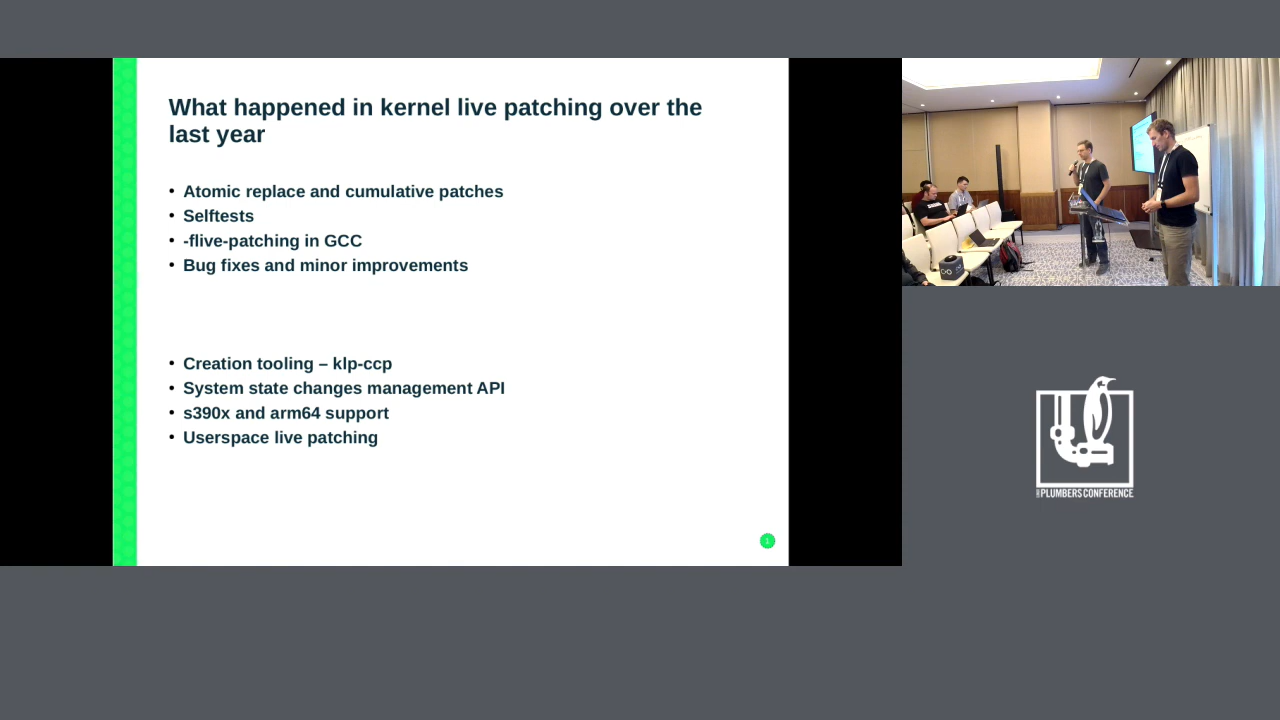 What happened in kernel live patching over the
last year
• Atomic replace and cumulative patches
• Selftests
• -flive-patching in GCC
• Bug fixes and minor improvements
• Creation tooling – klp-ccp
• System state changes management API
• s390x and arm64 support
• Userspace live patching
1
PLUMBERS CONFERENCE